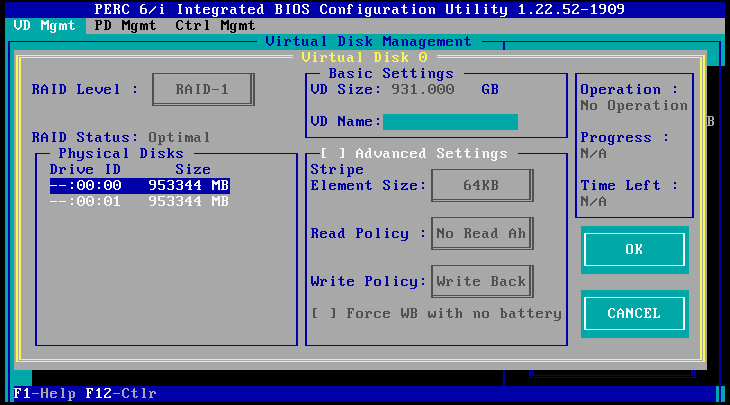 PERC 6/i Integrated BIOS Configuration Utility 1.22.52-1909
VD Mgmt PD Mgmt Ctrl Mgmt
Virtual Disk Management
Virtual Disk 0
RAID Level : RAID-1
RAID Status: Optimal
Physical Disks
Drive ID Size
--:00:00 953344 MB
--:00:01 953344 MB
Basic Settings
VD Size: 931.000 GB
VD Name:
[ ] Advanced Settings
Stripe
Element Size: 64KB
Read Policy : No Read Ah
Write Policy: Write Back
[ ] Force WB with no battery
Operation :
No Operation
Progress :
N/A
Time Left :
N/A
B
OK
CANCEL
F1-Help F12-Ctlr